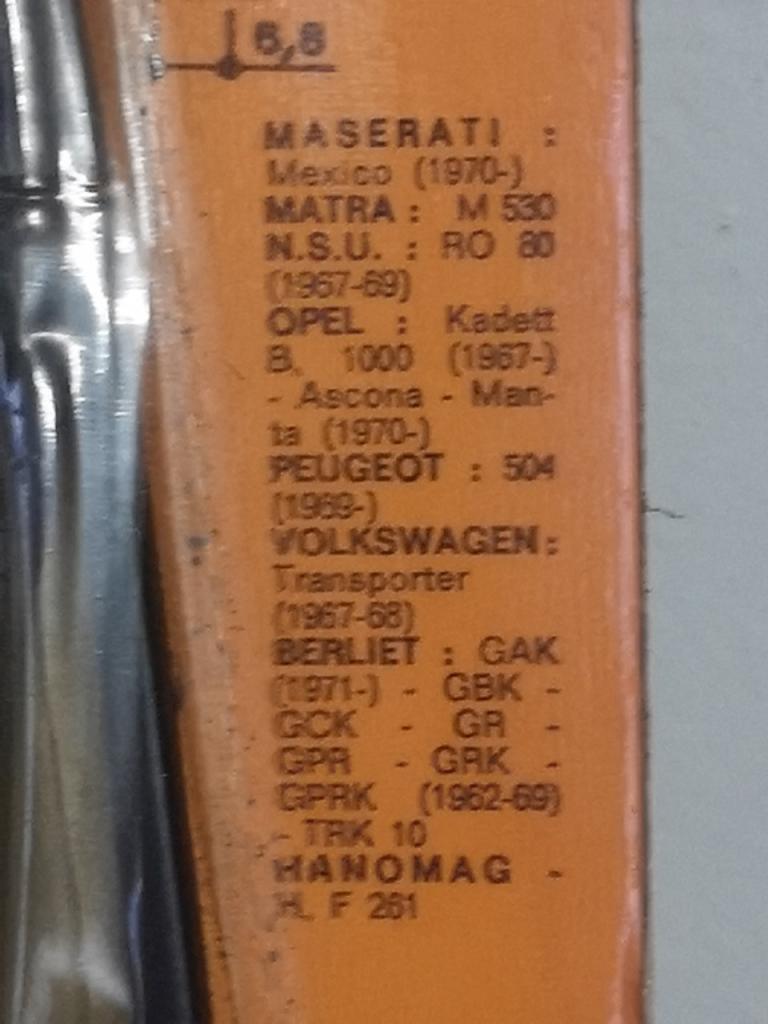 6,8
MASERATI :
Mexico (1970-)
MATRA : M 530
N.S.U. : RO 80
(1967-69)
OPEL : Kadett
B. 1000 (1967-)
- Ascona - Man-
ta (1970-)
PEUGEOT : 504
(1969-)
VOLKSWAGEN :
Transporter
(1967-68)
BERLIET : GAK
(1971-) - GBK -
GCK - GR -
GPR - GRK -
GPRK (1962-69)
- TRK 10
HANOMAG -
H. F 261